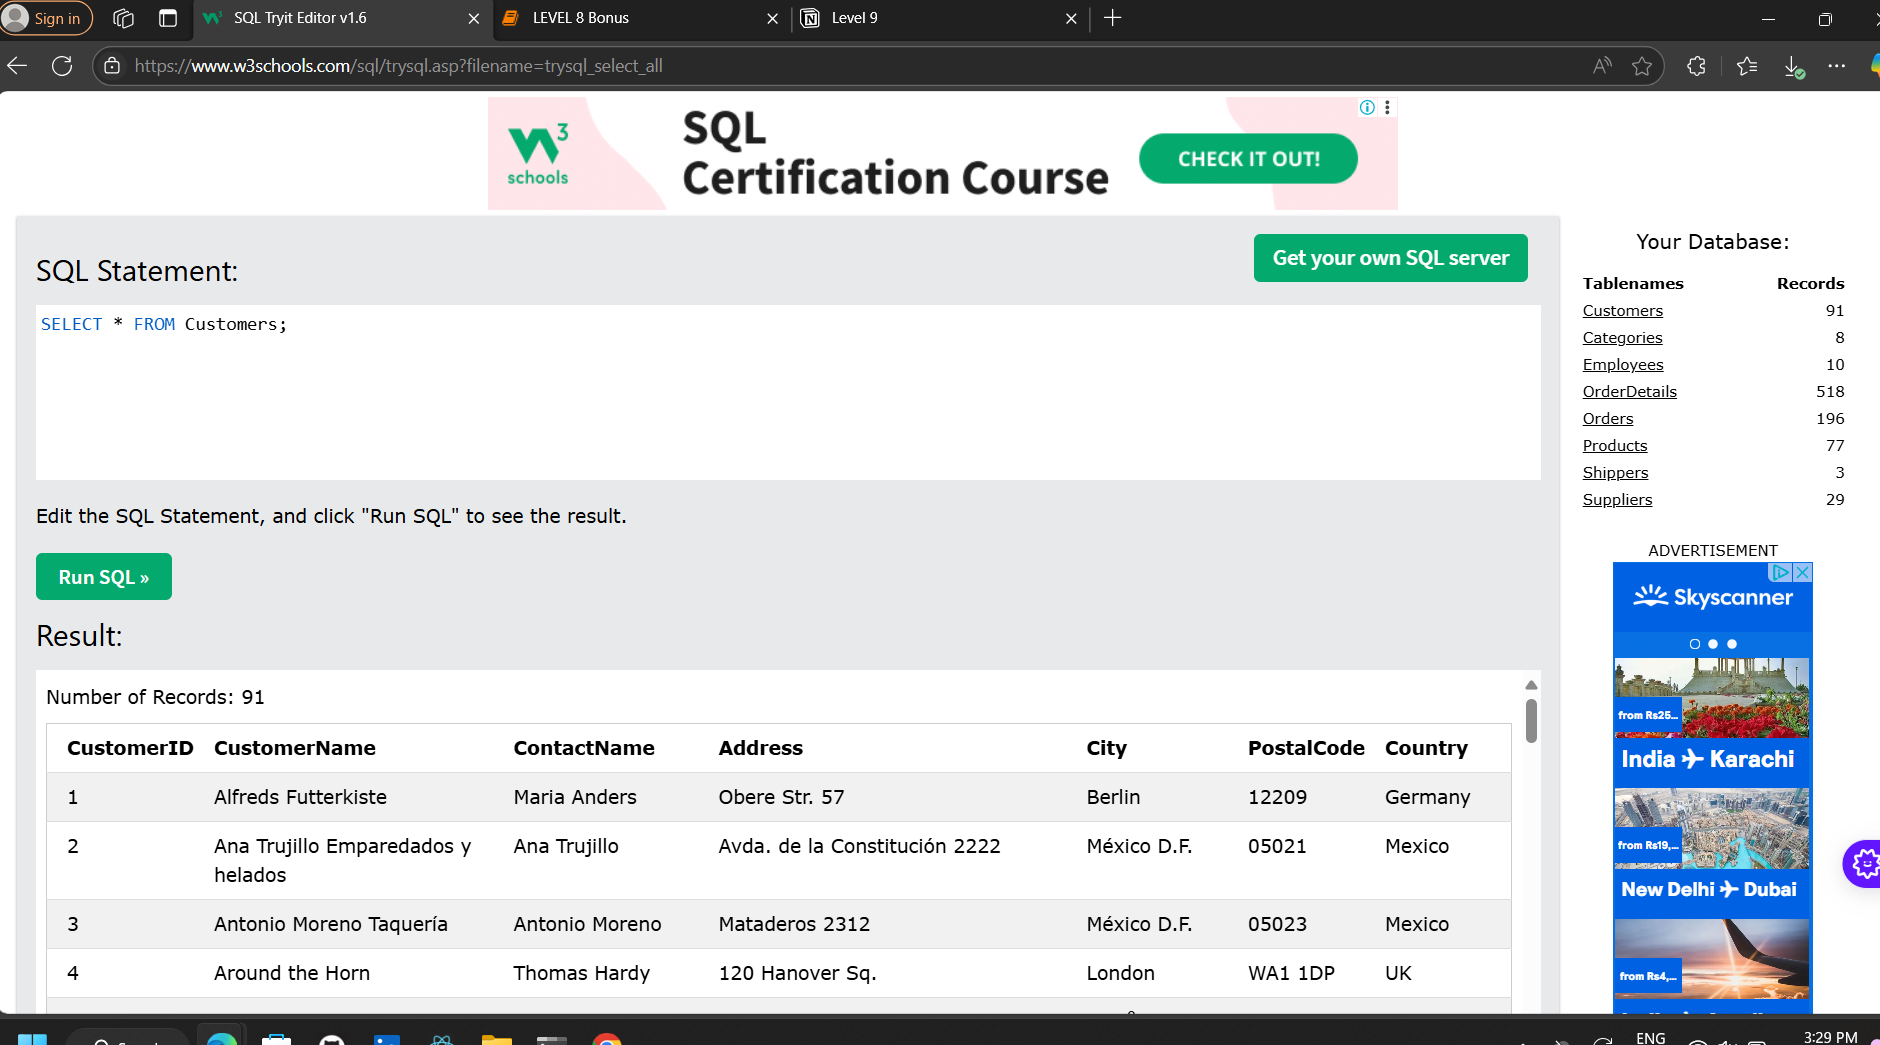 Sign in
SQL Tryit Editor v1.6
LEVEL 8 Bonus
Level 9
https://www.w3schools.com/sql/trysql.asp?filename=trysql_select_all
w3 schools
SQL
Certification Course
CHECK IT OUT!
SQL Statement:
Get your own SQL server
SELECT * FROM Customers;
Edit the SQL Statement, and click "Run SQL" to see the result.
Run SQL »
Result:
Number of Records: 91
CustomerID CustomerName ContactName Address City PostalCode Country
1 Alfreds Futterkiste Maria Anders Obere Str. 57 Berlin 12209 Germany
2 Ana Trujillo Emparedados y helados Ana Trujillo Avda. de la Constitución 2222 México D.F. 05021 Mexico
3 Antonio Moreno Taquería Antonio Moreno Mataderos 2312 México D.F. 05023 Mexico
4 Around the Horn Thomas Hardy 120 Hanover Sq. London WA1 1DP UK
Your Database:
Tablenames Records
Customers 91
Categories 8
Employees 10
OrderDetails 518
Orders 196
Products 77
Shippers 3
Suppliers 29
ADVERTISEMENT
Skyscanner
from Rs25...
India ✈ Karachi
from Rs19,...
New Delhi ✈ Dubai
from Rs4,...
ENG
3:29 PM